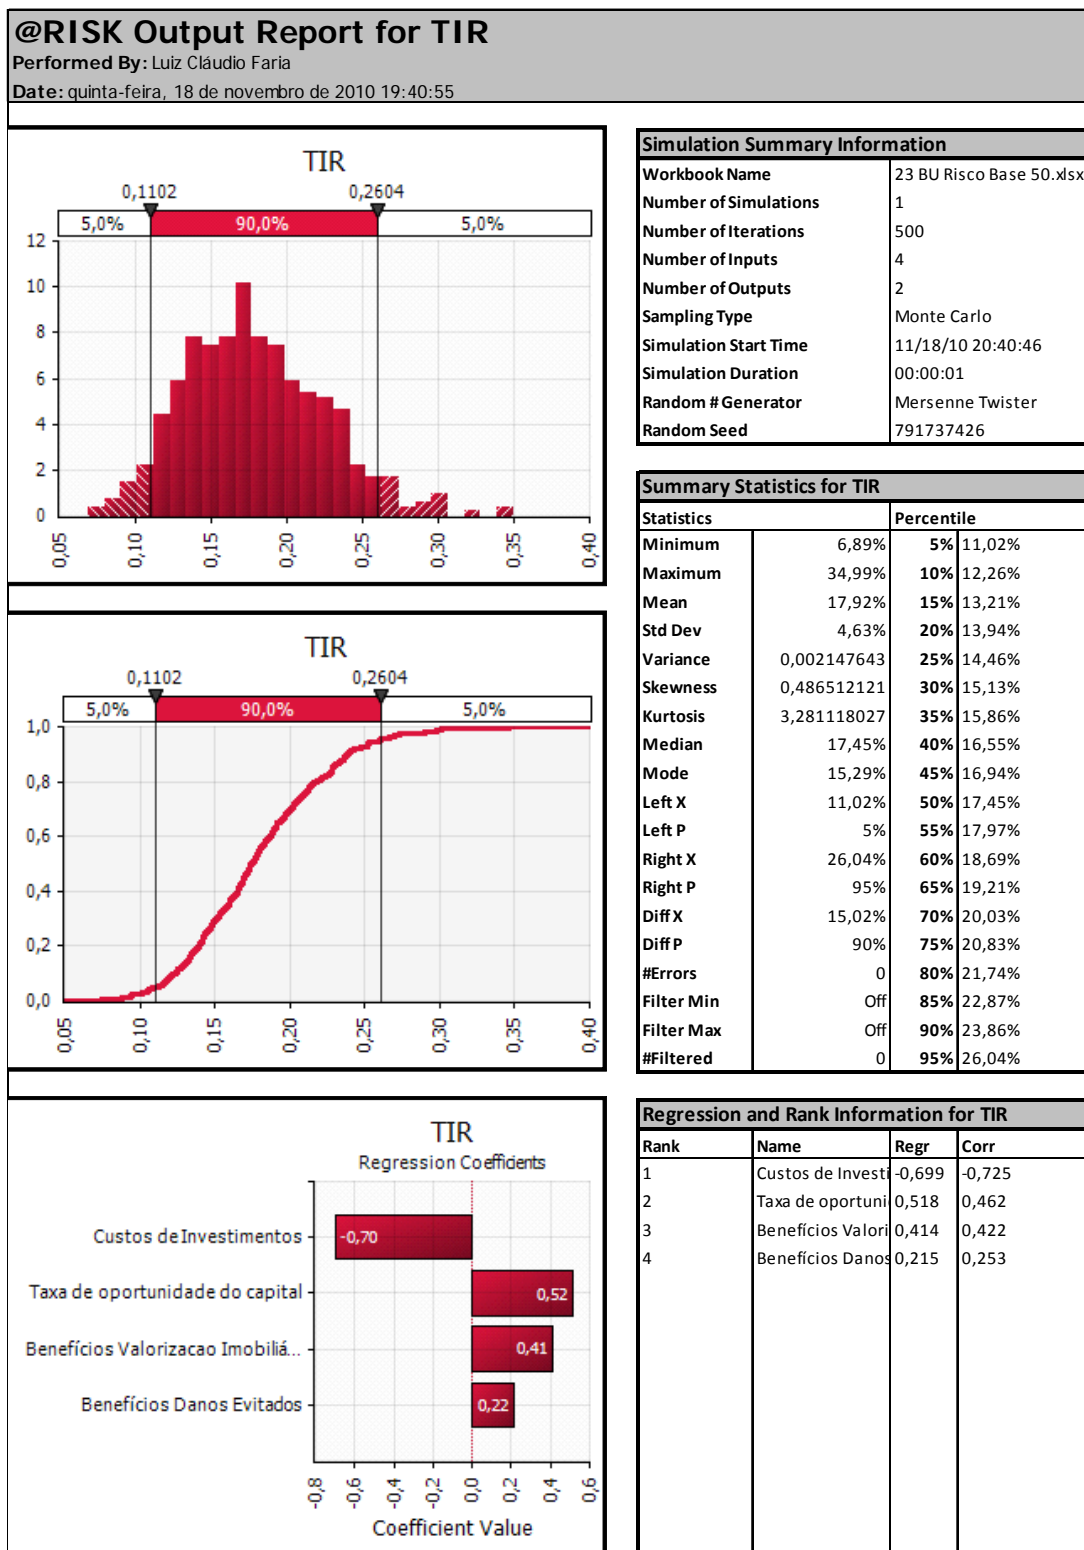 @RISK Output Report for TIR
Performed By: Luiz Cláudio Faria
Date: quinta-feira, 18 de novembro de 2010 19:40:55
TIR
0,1102 0,2604
5,0% 90,0% 5,0%
12
10
8
6
4
2
0
0,05 0,10 0,15 0,20 0,25 0,30 0,35 0,40
TIR
0,1102 0,2604
5,0% 90,0% 5,0%
1,0
0,8
0,6
0,4
0,2
0,0
0,05 0,10 0,15 0,20 0,25 0,30 0,35 0,40
TIR
Regression Coefficients
Custos de Investimentos -0,70
Taxa de oportunidade do capital 0,52
Benefícios Valorizacao Imobiliá... 0,41
Benefícios Danos Evitados 0,22
-0,8 -0,6 -0,4 -0,2 0,0 0,2 0,4 0,6
Coefficient Value
Simulation Summary Information
Workbook Name 23 BU Risco Base 50.xlsx
Number of Simulations 1
Number of Iterations 500
Number of Inputs 4
Number of Outputs 2
Sampling Type Monte Carlo
Simulation Start Time 11/18/10 20:40:46
Simulation Duration 00:00:01
Random # Generator Mersenne Twister
Random Seed 791737426
Summary Statistics for TIR
Statistics Percentile
Minimum 6,89% 5% 11,02%
Maximum 34,99% 10% 12,26%
Mean 17,92% 15% 13,21%
Std Dev 4,63% 20% 13,94%
Variance 0,002147643 25% 14,46%
Skewness 0,486512121 30% 15,13%
Kurtosis 3,281118027 35% 15,86%
Median 17,45% 40% 16,55%
Mode 15,29% 45% 16,94%
Left X 11,02% 50% 17,45%
Left P 5% 55% 17,97%
Right X 26,04% 60% 18,69%
Right P 95% 65% 19,21%
Diff X 15,02% 70% 20,03%
Diff P 90% 75% 20,83%
#Errors 0 80% 21,74%
Filter Min Off 85% 22,87%
Filter Max Off 90% 23,86%
#Filtered 0 95% 26,04%
Regression and Rank Information for TIR
Rank Name Regr Corr
1 Custos de Investi -0,699 -0,725
2 Taxa de oportuni 0,518 0,462
3 Benefícios Valori 0,414 0,422
4 Benefícios Danos 0,215 0,253